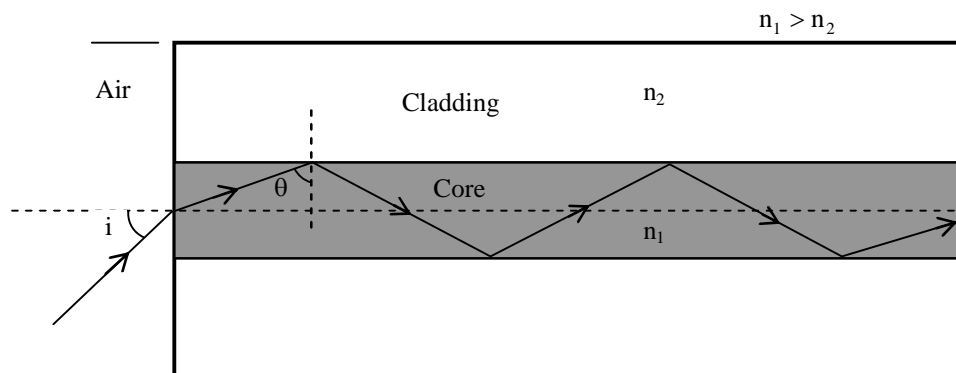 n₁ > n₂
Air
Cladding
n₂
θ
Core
i
n₁